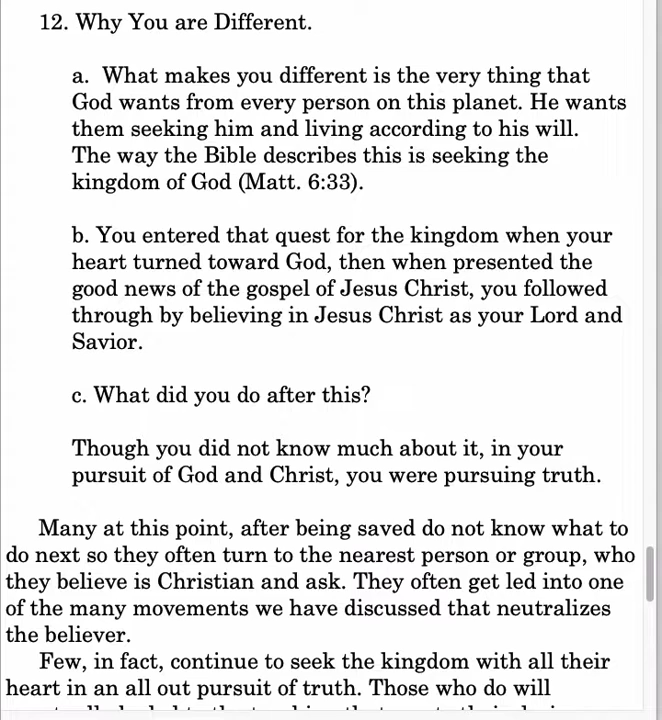 12. Why You are Different.
a. What makes you different is the very thing that
God wants from every person on this planet. He wants
them seeking him and living according to his will.
The way the Bible describes this is seeking the
kingdom of God (Matt. 6:33).
b. You entered that quest for the kingdom when your
heart turned toward God, then when presented the
good news of the gospel of Jesus Christ, you followed
through by believing in Jesus Christ as your Lord and
Savior.
c. What did you do after this?
Though you did not know much about it, in your
pursuit of God and Christ, you were pursuing truth.
Many at this point, after being saved do not know what to
do next so they often turn to the nearest person or group, who
they believe is Christian and ask. They often get led into one
of the many movements we have discussed that neutralizes
the believer.
Few, in fact, continue to seek the kingdom with all their
heart in an all out pursuit of truth. Those who do will